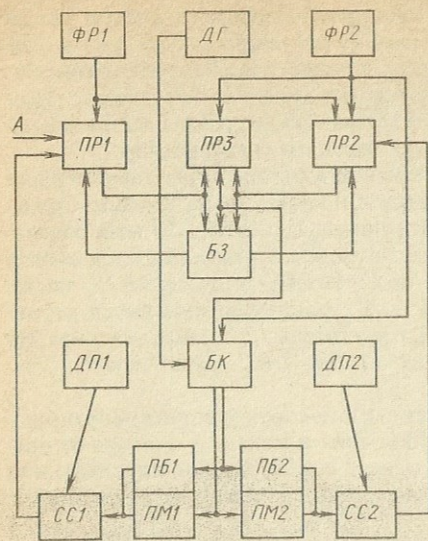 ФР1 ДГ ФР2
А
ПР1 ПР3 ПР2
БЗ
ДП1 БК ДП2
ПБ1 ПБ2
СС1 ПМ1 ПМ2 СС2